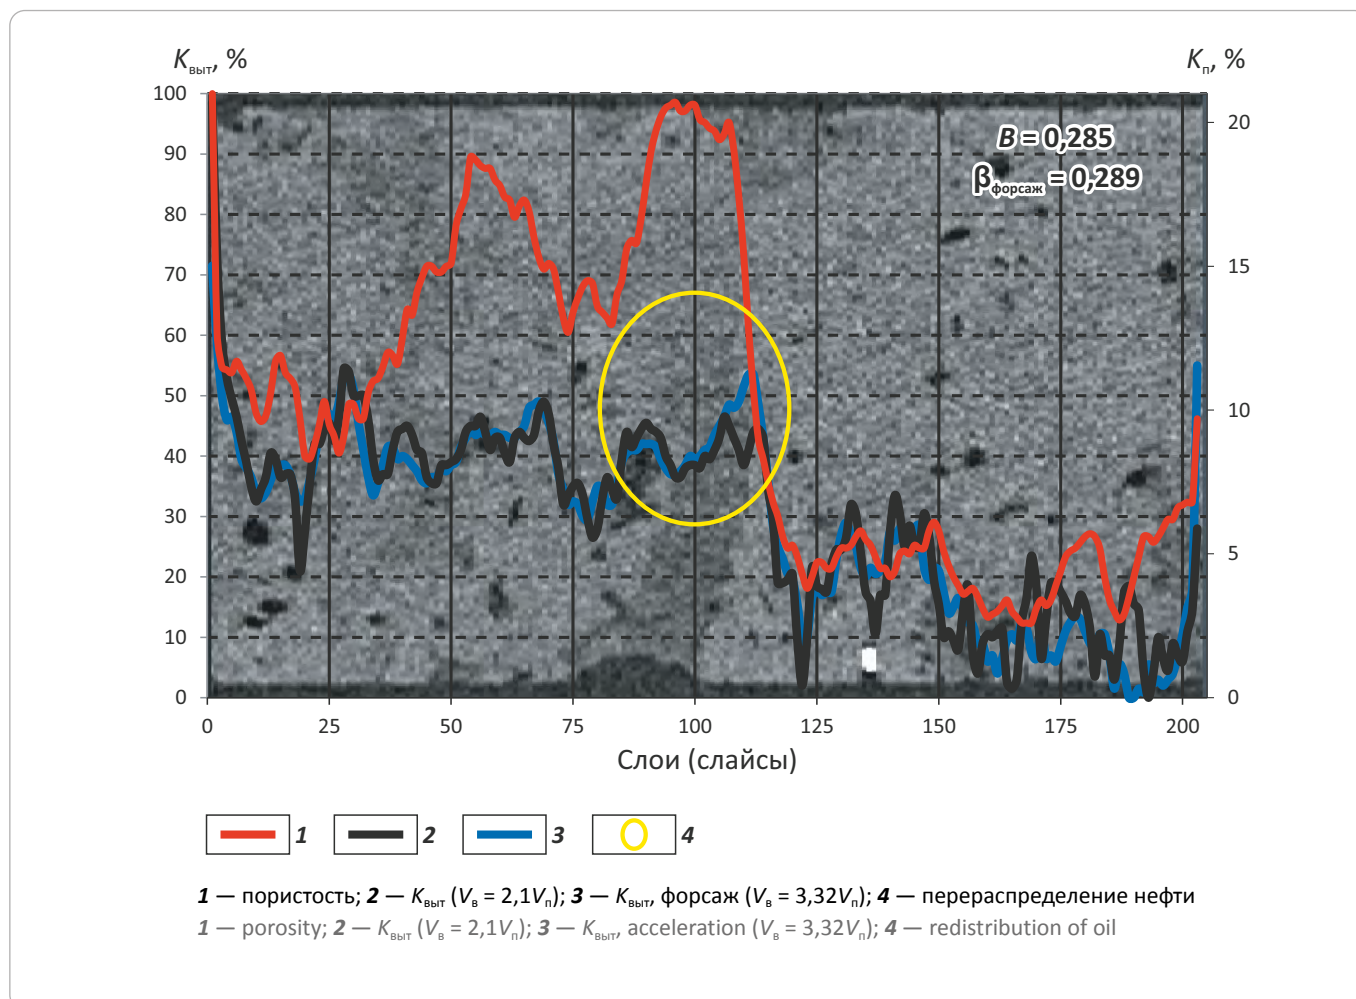 Kвыт, %
Kп, %
100
90
80
70
60
50
40
30
20
10
0
20
15
10
5
0
B = 0,285
βфорсаж = 0,289
0 25 50 75 100 125 150 175 200
Слои (слайсы)
1 2 3 4
1 — пористость; 2 — Kвыт (Vв = 2,1Vп); 3 — Kвыт, форсаж (Vв = 3,32Vп); 4 — перераспределение нефти
1 — porosity; 2 — Kвыт (Vв = 2,1Vп); 3 — Kвыт, acceleration (Vв = 3,32Vп); 4 — redistribution of oil